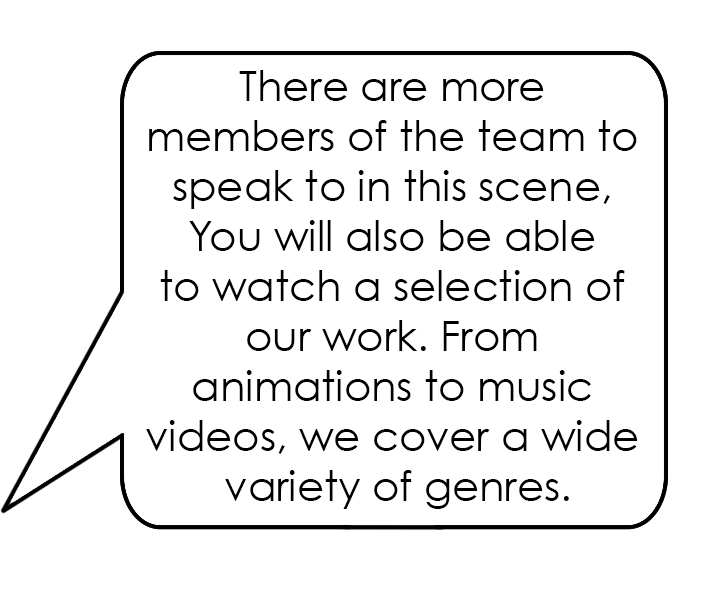 There are more
members of the team to
speak to in this scene,
You will also be able
to watch a selection of
our work. From
animations to music
videos, we cover a wide
variety of genres.